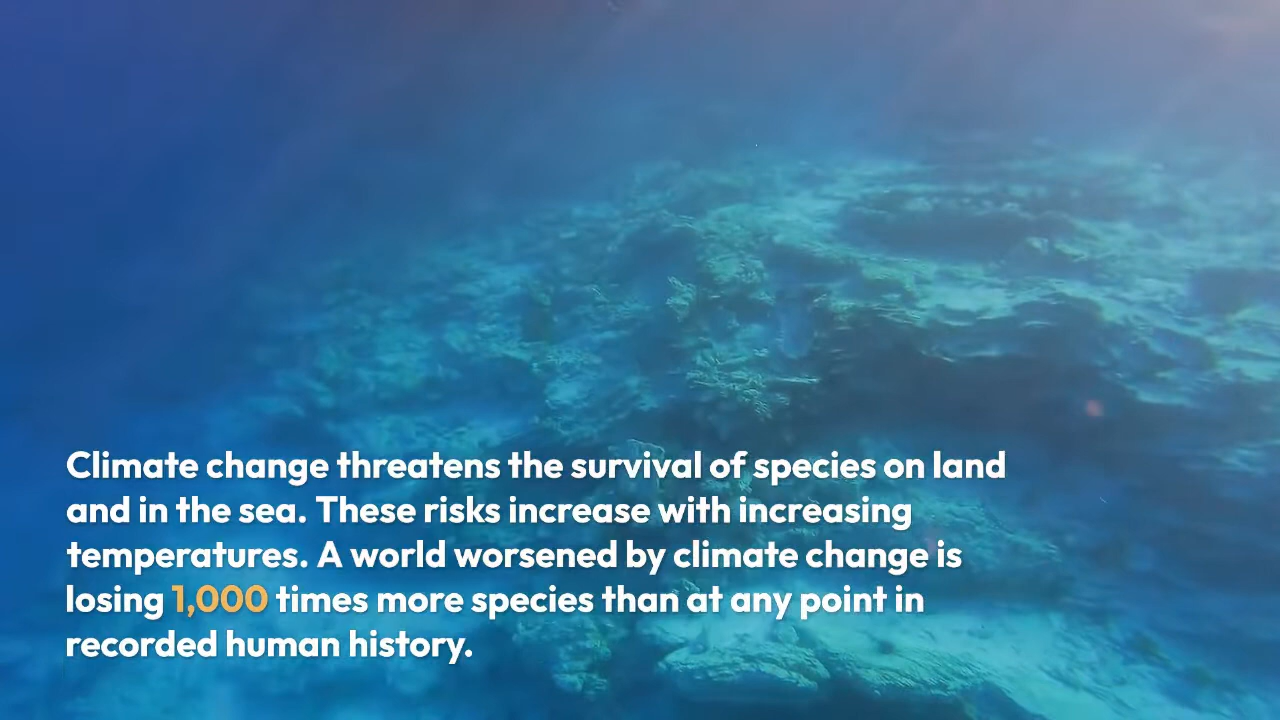 Climate change threatens the survival of species on land
and in the sea. These risks increase with increasing
temperatures. A world worsened by climate change is
losing 1,000 times more species than at any point in
recorded human history.